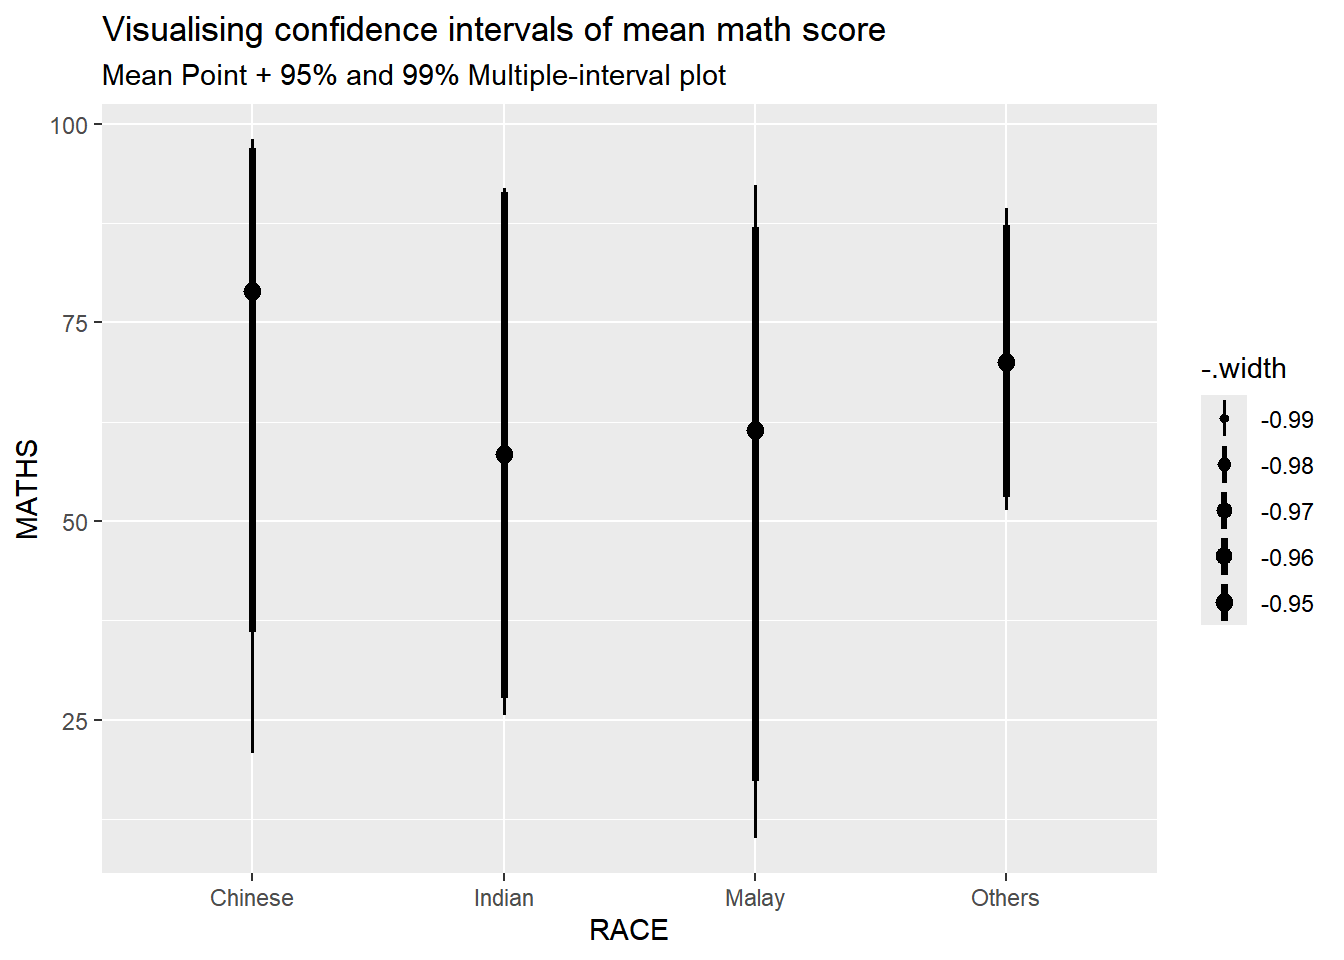 Visualising confidence intervals of mean math score
Mean Point + 95% and 99% Multiple-interval plot
100
75
50
25
MATHS
Chinese
Indian
Malay
Others
RACE
-.width
-0.99
-0.98
-0.97
-0.96
-0.95